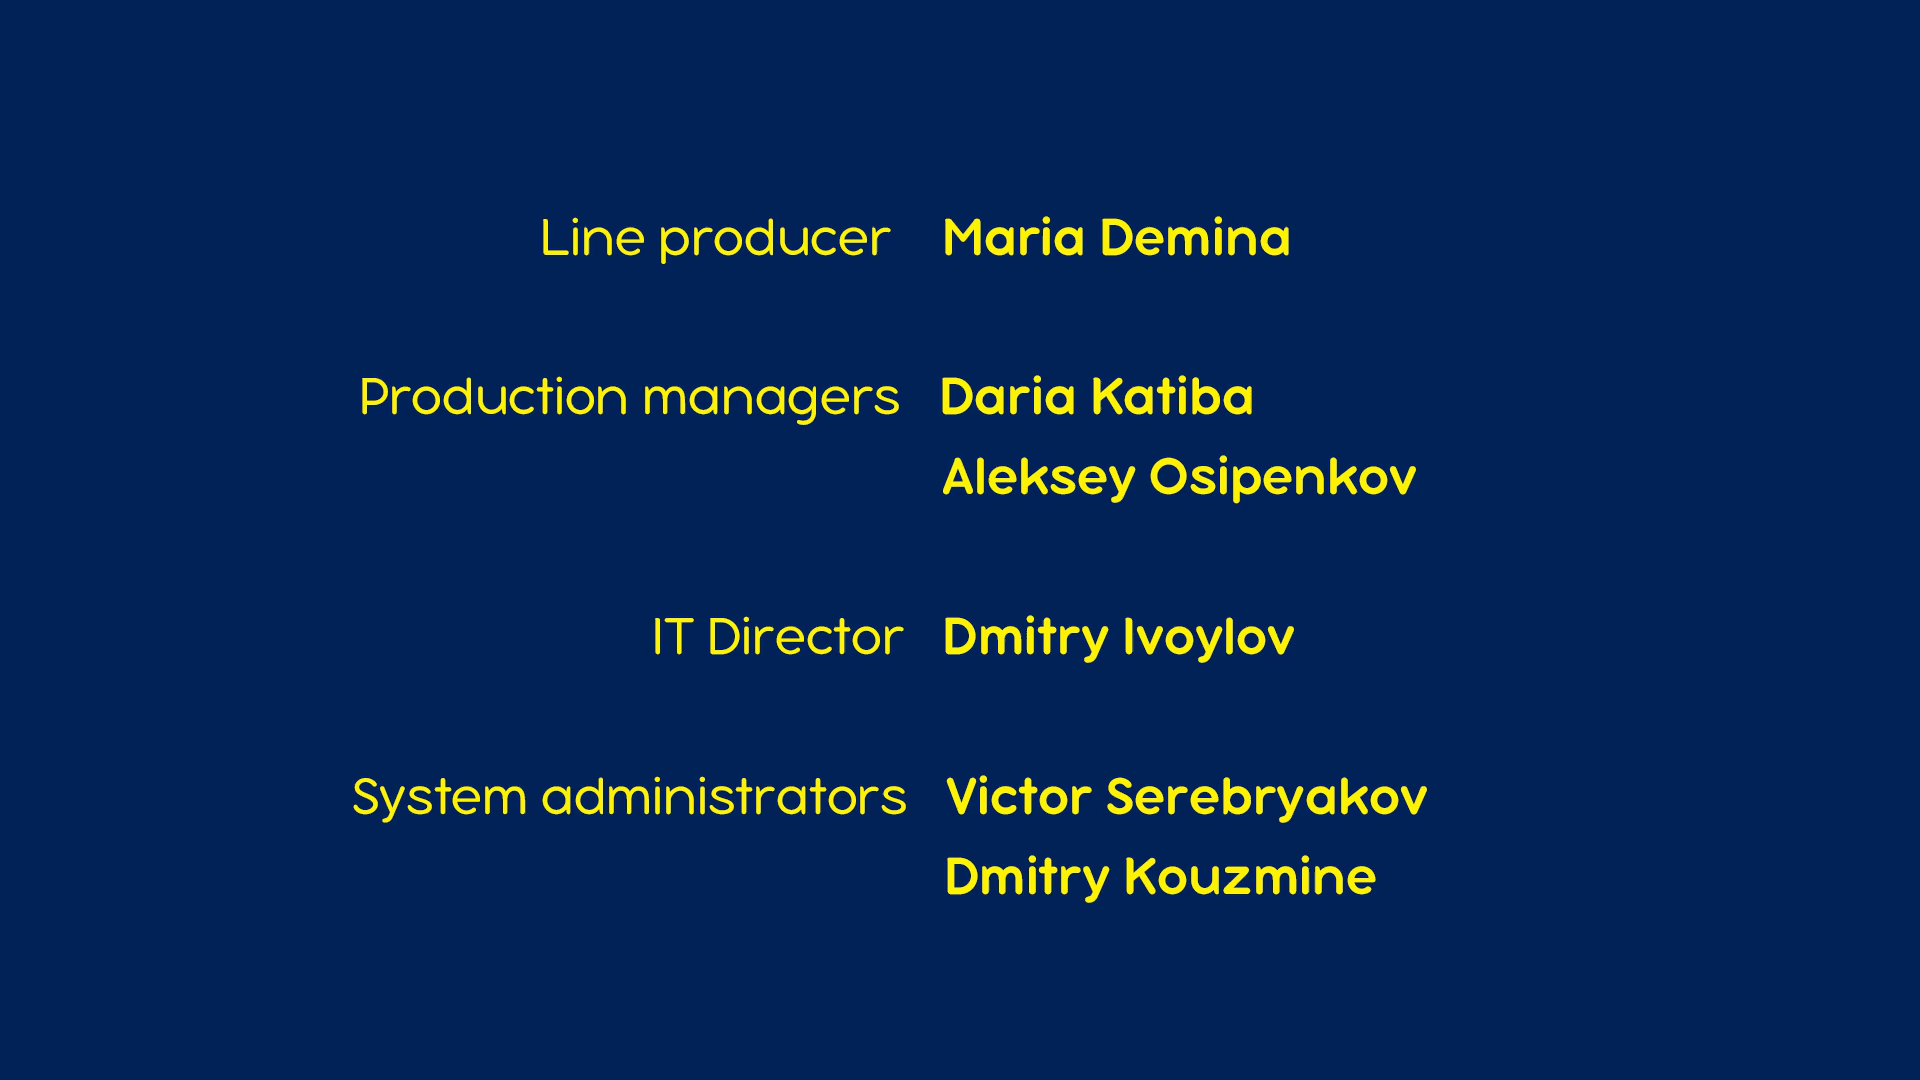 Line producer Maria Demina
Production managers Daria Katiba
Aleksey Osipenkov
IT Director Dmitry Ivoylov
System administrators Victor Serebryakov
Dmitry Kouzmine